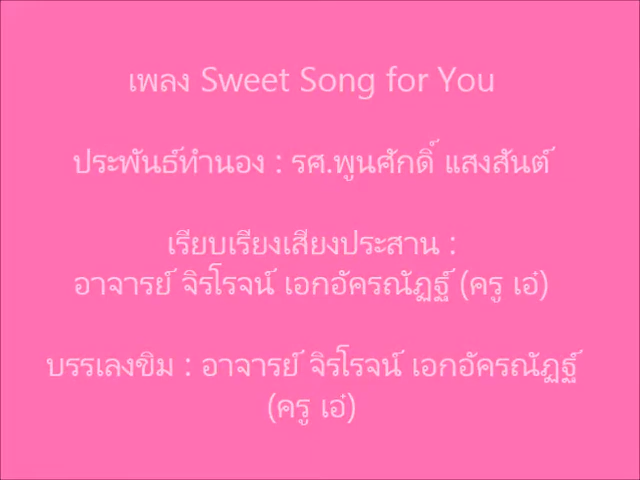 เพลง Sweet Song for You
ประพันธ์ทำนอง : รศ.พูนศักดิ์ แสงสันต์
เรียบเรียงเสียงประสาน :
อาจารย์ จิรโรจน์ เอกอัครณัฏฐ์ (ครู เอ๋)
บรรเลงขิม : อาจารย์ จิรโรจน์ เอกอัครณัฏฐ์
(ครู เอ๋)